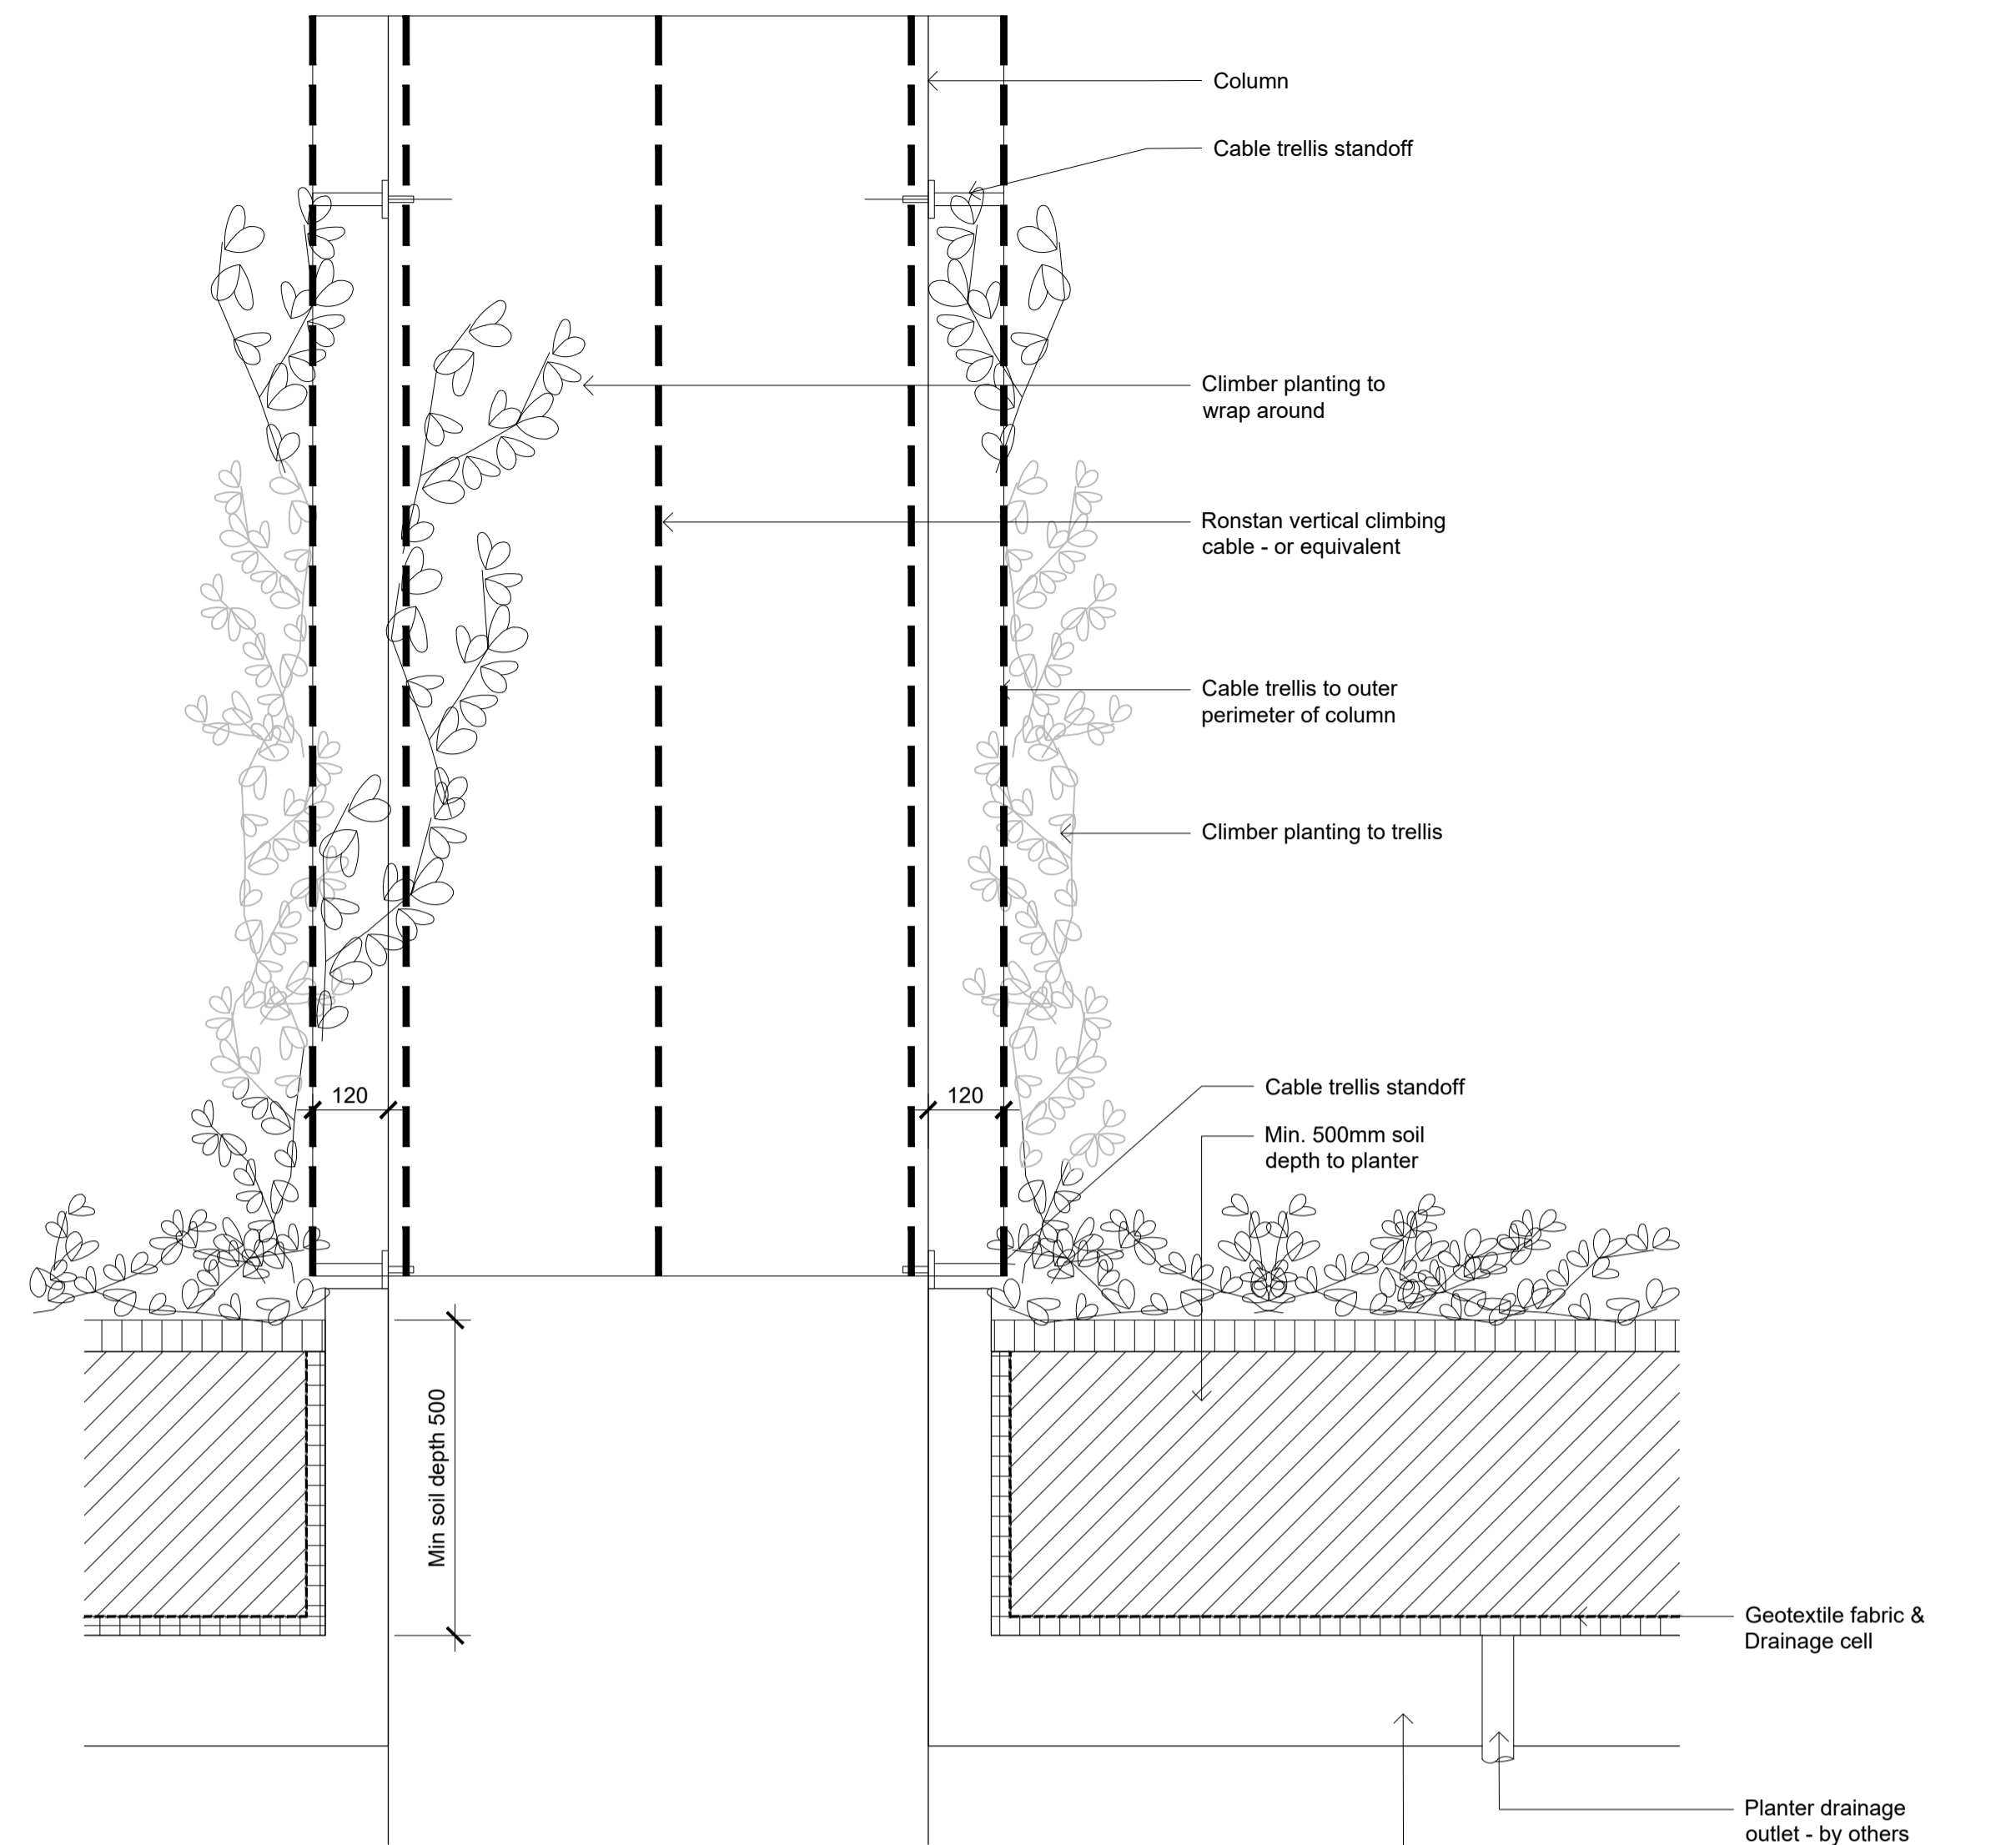 Column
Cable trellis standoff
Climber planting to
wrap around
Ronstan vertical climbing
cable - or equivalent
Cable trellis to outer
perimeter of column
Climber planting to trellis
120
120
Cable trellis standoff
Min. 500mm soil
depth to planter
Min soil depth 500
Geotextile fabric &
Drainage cell
Planter drainage
outlet - by others